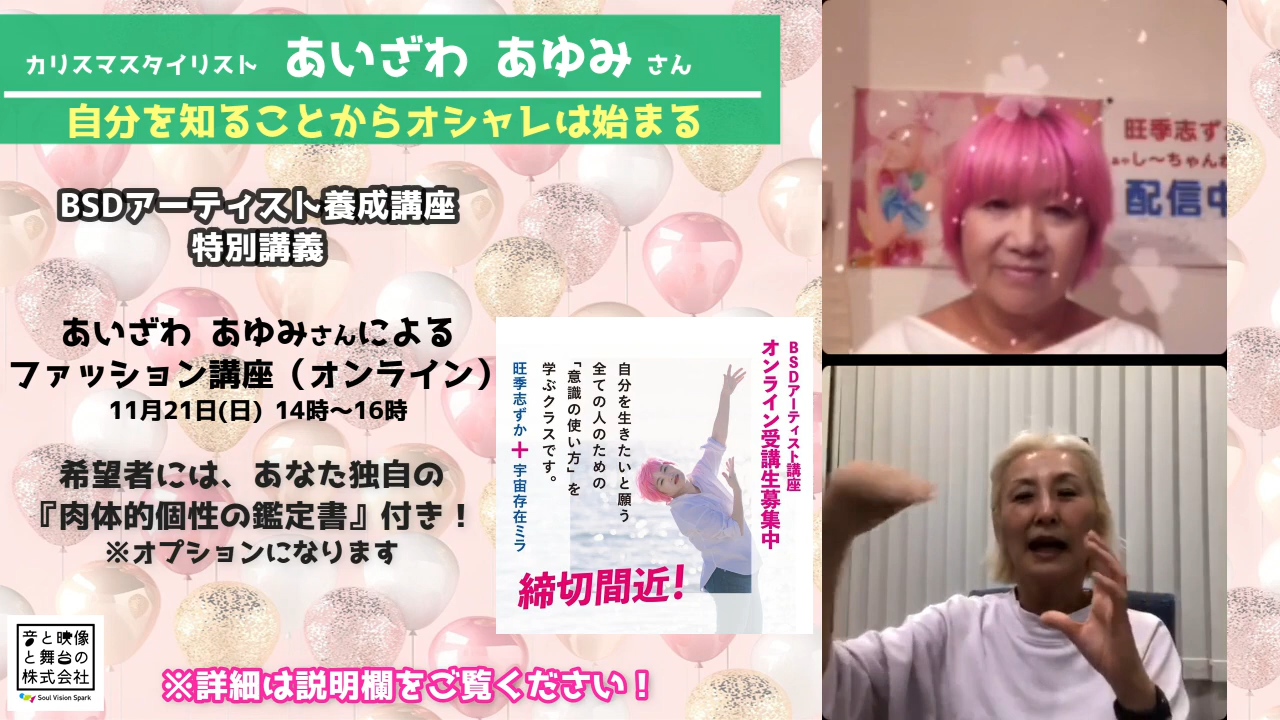 カリスマスタイリスト あいざわ あゆみ さん
自分を知ることからオシャレは始まる
BSDアーティスト養成講座
特別講義
あいざわ あゆみさんによる
ファッション講座（オンライン）
11月21日(日) 14時〜16時
希望者には、あなた独自の
『肉体的個性の鑑定書』付き！
※オプションになります
BSDアーティスト講座
オンライン受講生募集中
自分を生きたいと願う
全ての人のための
「意識の使い方」を
学ぶクラスです。
旺季志ずか＋宇宙存在ミラ
締切間近!
音と映像
と舞台の
株式会社
Soul Vision Spark
※詳細は説明欄をご覧ください！
旺季志ず
し〜ちゃん
配信中